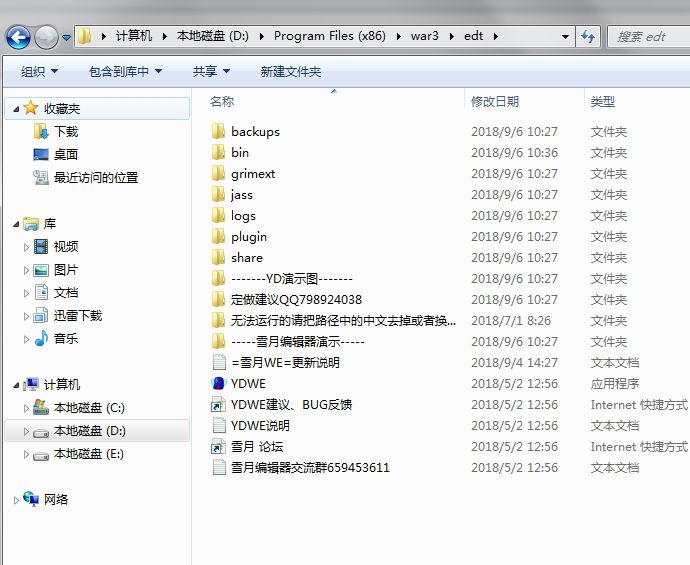 计算机 本地磁盘 (D:) Program Files (x86) war3 edt 搜索 edt
组织 包含到库中 共享 新建文件夹
收藏夹
下载
桌面
最近访问的位置
库
视频
图片
文档
迅雷下载
音乐
计算机
本地磁盘 (C:)
本地磁盘 (D:)
本地磁盘 (E:)
网络
名称 修改日期 类型
backups 2018/9/6 10:27 文件夹
bin 2018/9/6 10:36 文件夹
grimext 2018/9/6 10:27 文件夹
jass 2018/9/6 10:27 文件夹
logs 2018/9/6 10:27 文件夹
plugin 2018/9/6 10:27 文件夹
share 2018/9/6 10:27 文件夹
-------YD演示图------- 2018/9/6 10:27 文件夹
定做建议QQ798924038 2018/9/6 10:27 文件夹
无法运行的请把路径中的中文去掉或者换... 2018/7/1 8:26 文件夹
-----雪月编辑器演示----- 2018/9/6 10:27 文件夹
=雪月WE=更新说明 2018/9/4 14:27 文本文档
YDWE 2018/5/2 12:56 应用程序
YDWE建议、BUG反馈 2018/5/2 12:56 Internet 快捷方式
YDWE说明 2018/5/2 12:56 文本文档
雪月 论坛 2018/5/2 12:56 Internet 快捷方式
雪月编辑器交流群659453611 2018/5/2 12:56 文本文档